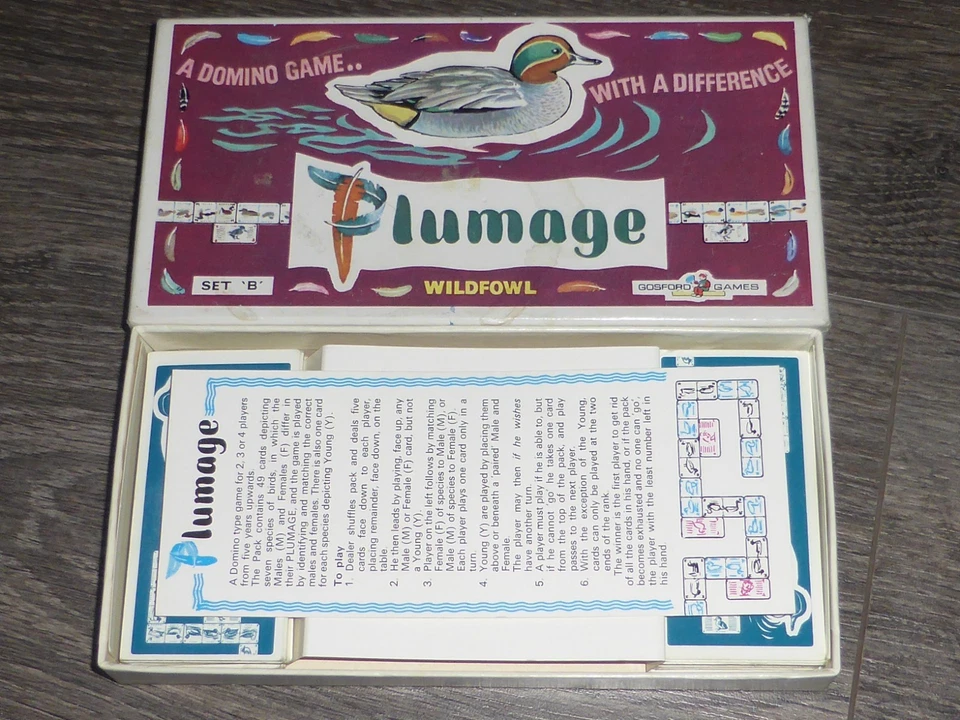 A DOMINO GAME..
WITH A DIFFERENCE
Plumage
SET 'B'
WILDFOWL
GOSFORD GAMES
Plumage
A Domino type game for 2, 3 or 4 players
from five years upwards.
The Pack contains 49 cards depicting
seven species of birds, in which the
Males (M) and Females (F) differ in
their PLUMAGE, and the game is played
by identifying and matching the correct
males and females. There is also one card
for each species depicting Young (Y).
To play
1. Dealer shuffles pack and deals five
cards face down to each player,
placing remainder, face down, on the
table.
2. He then leads by playing, face up, any
Male (M) or Female (F) card, but not
a Young (Y).
3. Player on the left follows by matching
Female (F) of species to Male (M), or
Male (M) of species to Female (F).
Each player plays one card only in a
turn.
4. Young (Y) are played by placing them
above or beneath a 'paired' Male and
Female.
The player may then if he wishes
have another turn.
5 A player must play if he is able to, but
if he cannot 'go' he takes one card
from the top of the pack, and play
passes to the next player.
6. With the exception of the Young,
cards can only be played at the two
ends of the rank.
The winner is the first player to get rid
of all the cards in his hand, or if the pack
becomes exhausted and no one can 'go',
the player with the least number left in
his hand.